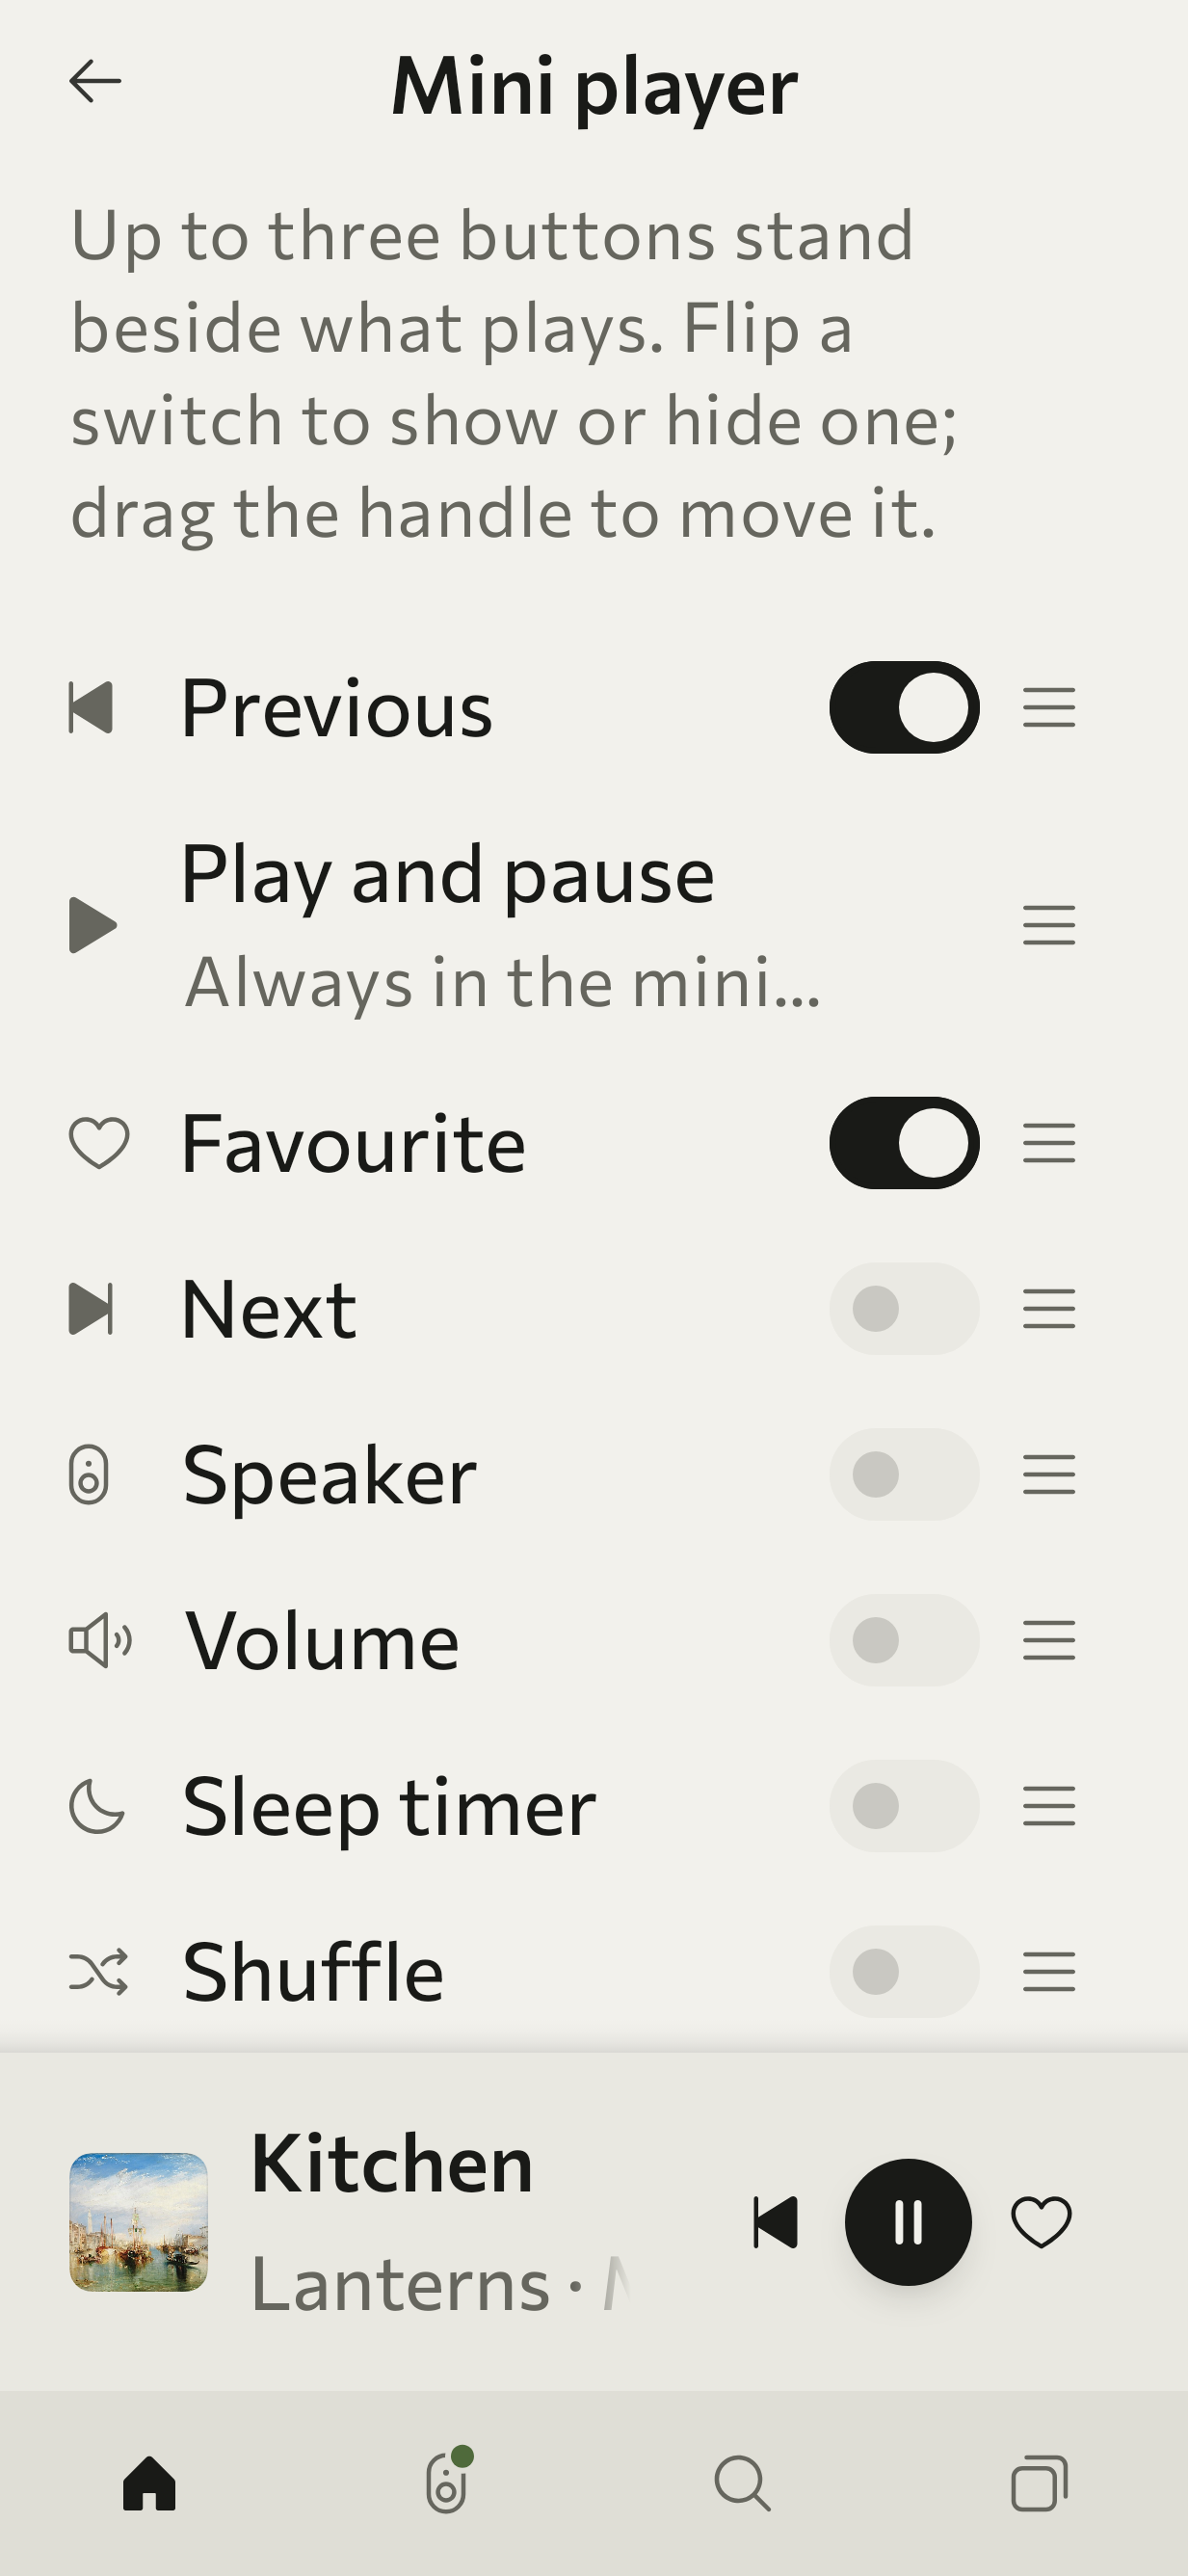 Mini player
Up to three buttons stand
beside what plays. Flip a
switch to show or hide one;
drag the handle to move it.
Previous
Play and pause
Always in the mini...
Favourite
Next
Speaker
Volume
Sleep timer
Shuffle
Kitchen
Lanterns ·